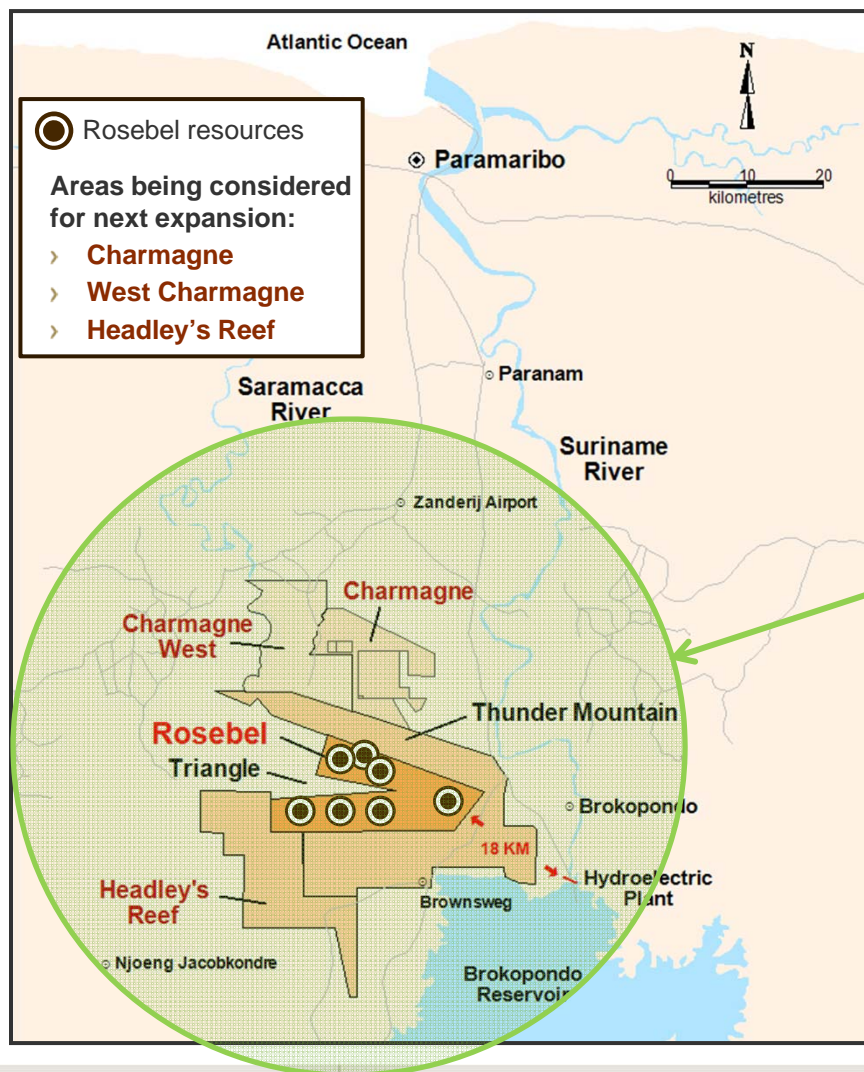 Atlantic Ocean
N
Rosebel resources
Paramaribo
0 10 20
kilometres
Areas being considered
for next expansion:
› Charmagne
› West Charmagne
› Headley's Reef
Paranam
Saramacca
River
Suriname
River
Zanderij Airport
Charmagne
Charmagne
West
Thunder Mountain
Rosebel
Triangle
Brokopondo
18 KM
Hydroelectric
Plant
Headley's
Reef
Brownsweg
Njoeng Jacobkondre
Brokopondo
Reservoir